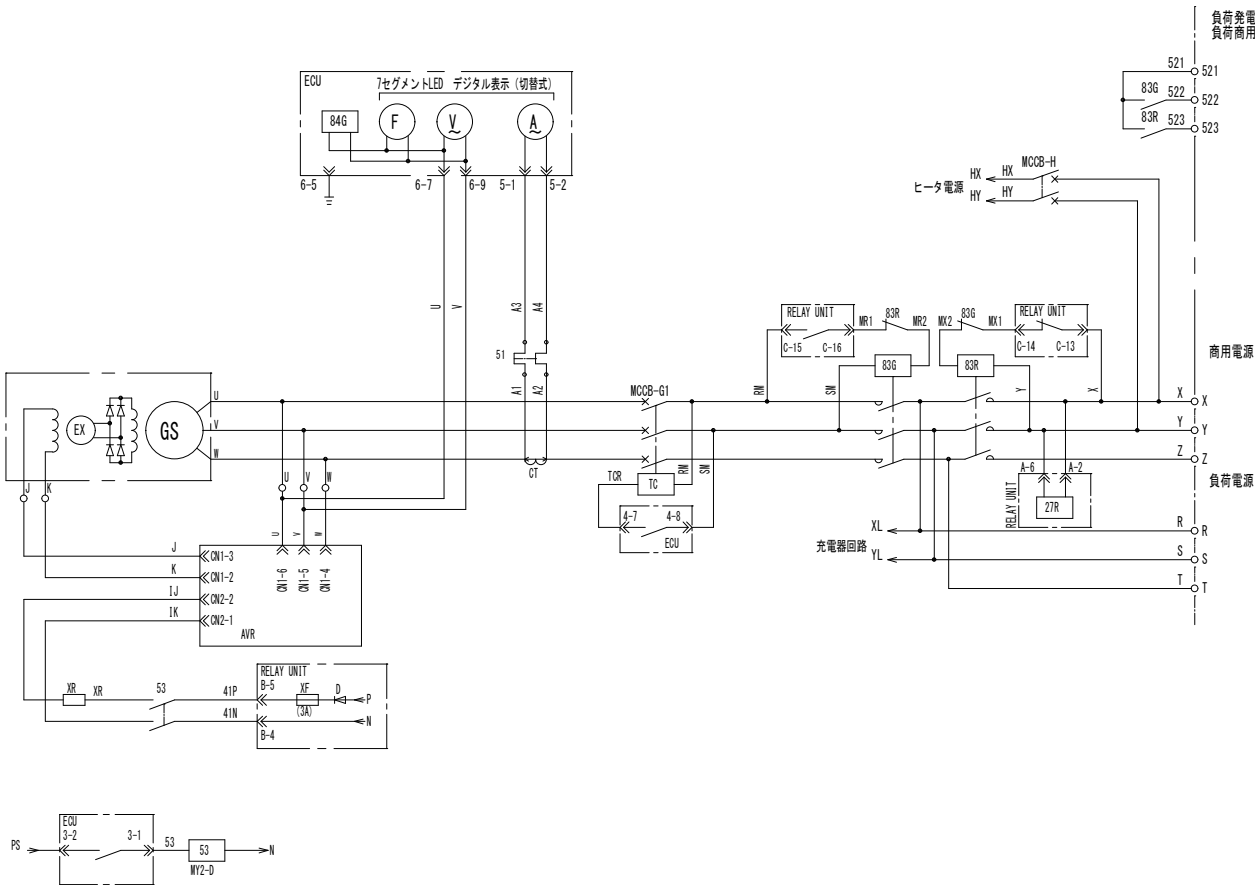 負荷発電
負荷商用
521
521
83G
522
522
83R
523
523
ECU
7セグメントLED デジタル表示(切替式)
84G
F
V
A
6-5
6-7
6-9
5-1
5-2
MCCB-H
ヒータ電源
HX
HX
HY
HY
U
V
A3
A4
51
A1
A2
CT
RELAY UNIT
C-15
C-16
MR1
83R
MR2
83G
MX2
83G
MX1
RELAY UNIT
C-14
C-13
83R
RM
SM
Y
X
商用電源
MCCB-G1
X
X
Y
Y
Z
Z
EX
GS
U
V
W
J
K
U
V
W
U
V
W
TCR
TC
RM
SM
4-7
4-8
ECU
A-6
A-2
RELAY UNIT
27R
負荷電源
充電器回路
XL
YL
R
R
S
S
T
T
J
CN1-3
K
CN1-2
IJ
CN2-2
IK
CN2-1
CN1-6
CN1-5
CN1-4
AVR
XR
XR
53
41P
41N
RELAY UNIT
B-5
XF
(3A)
D
P
N
B-4
PS
ECU
3-2
3-1
53
53
MY2-D
N